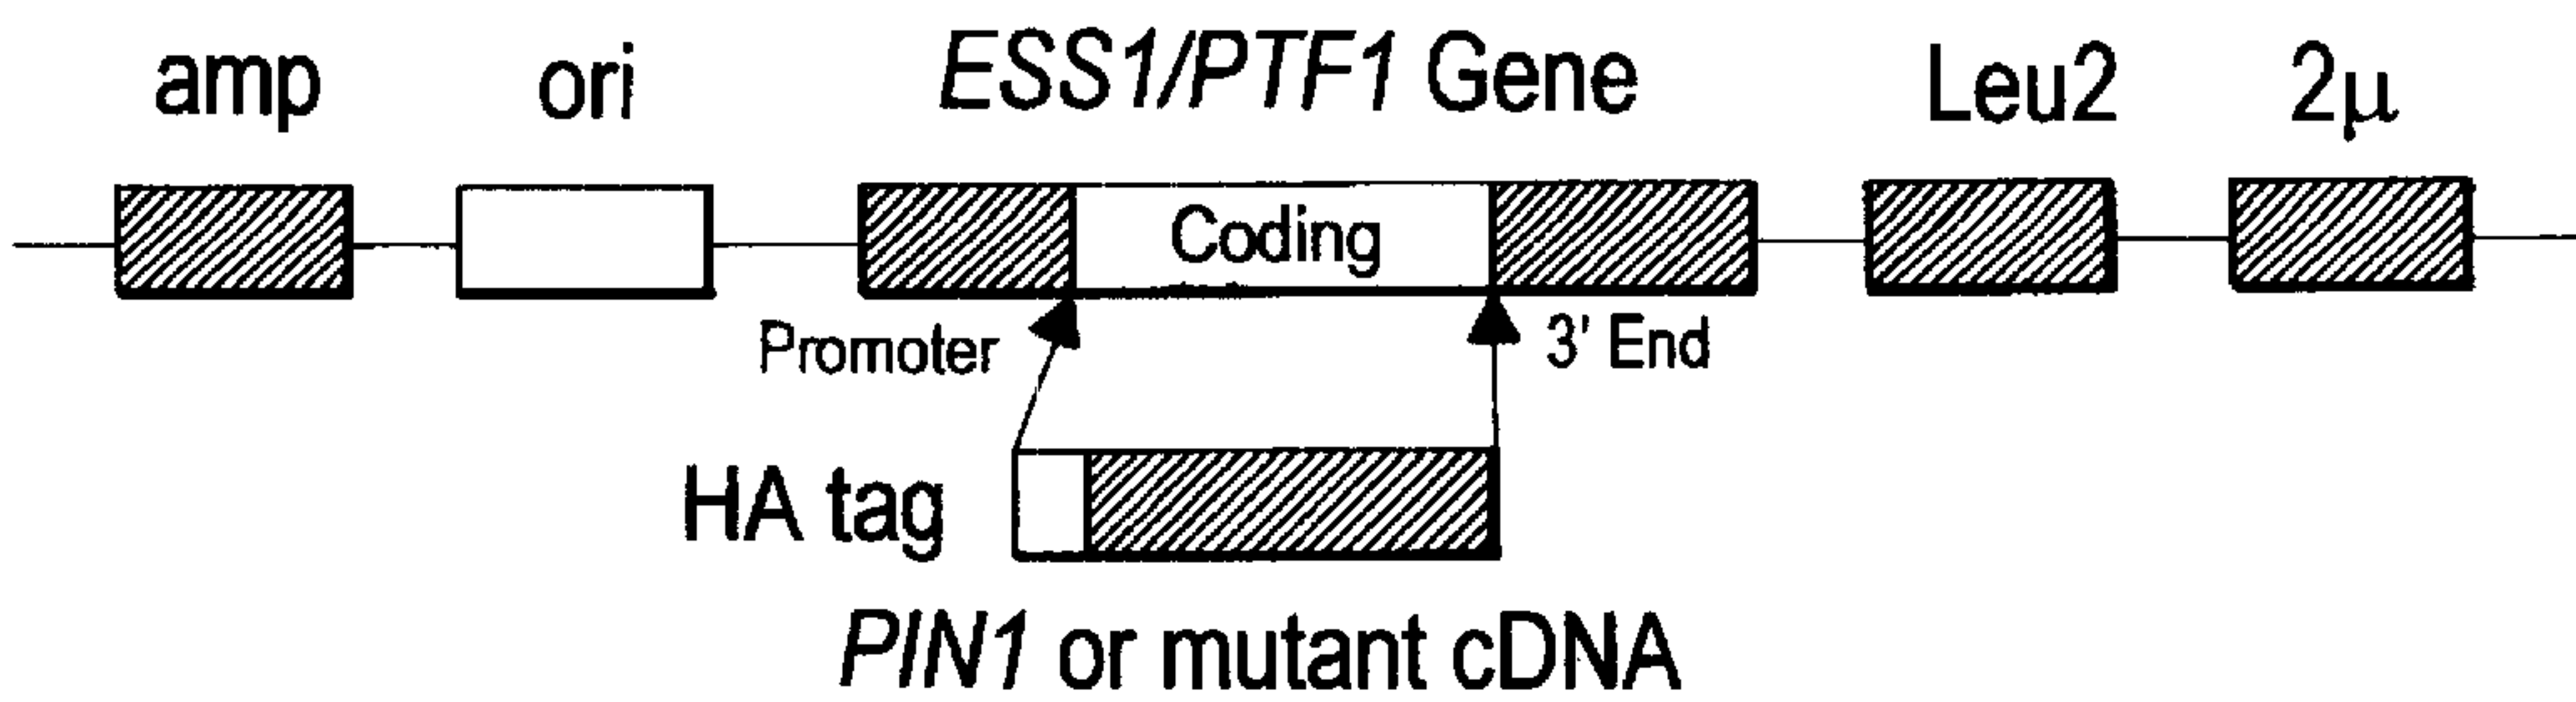 amp ori ESS1/PTF1 Gene Leu2 2μ
Coding
Promoter 3' End
HA tag
PIN1 or mutant cDNA